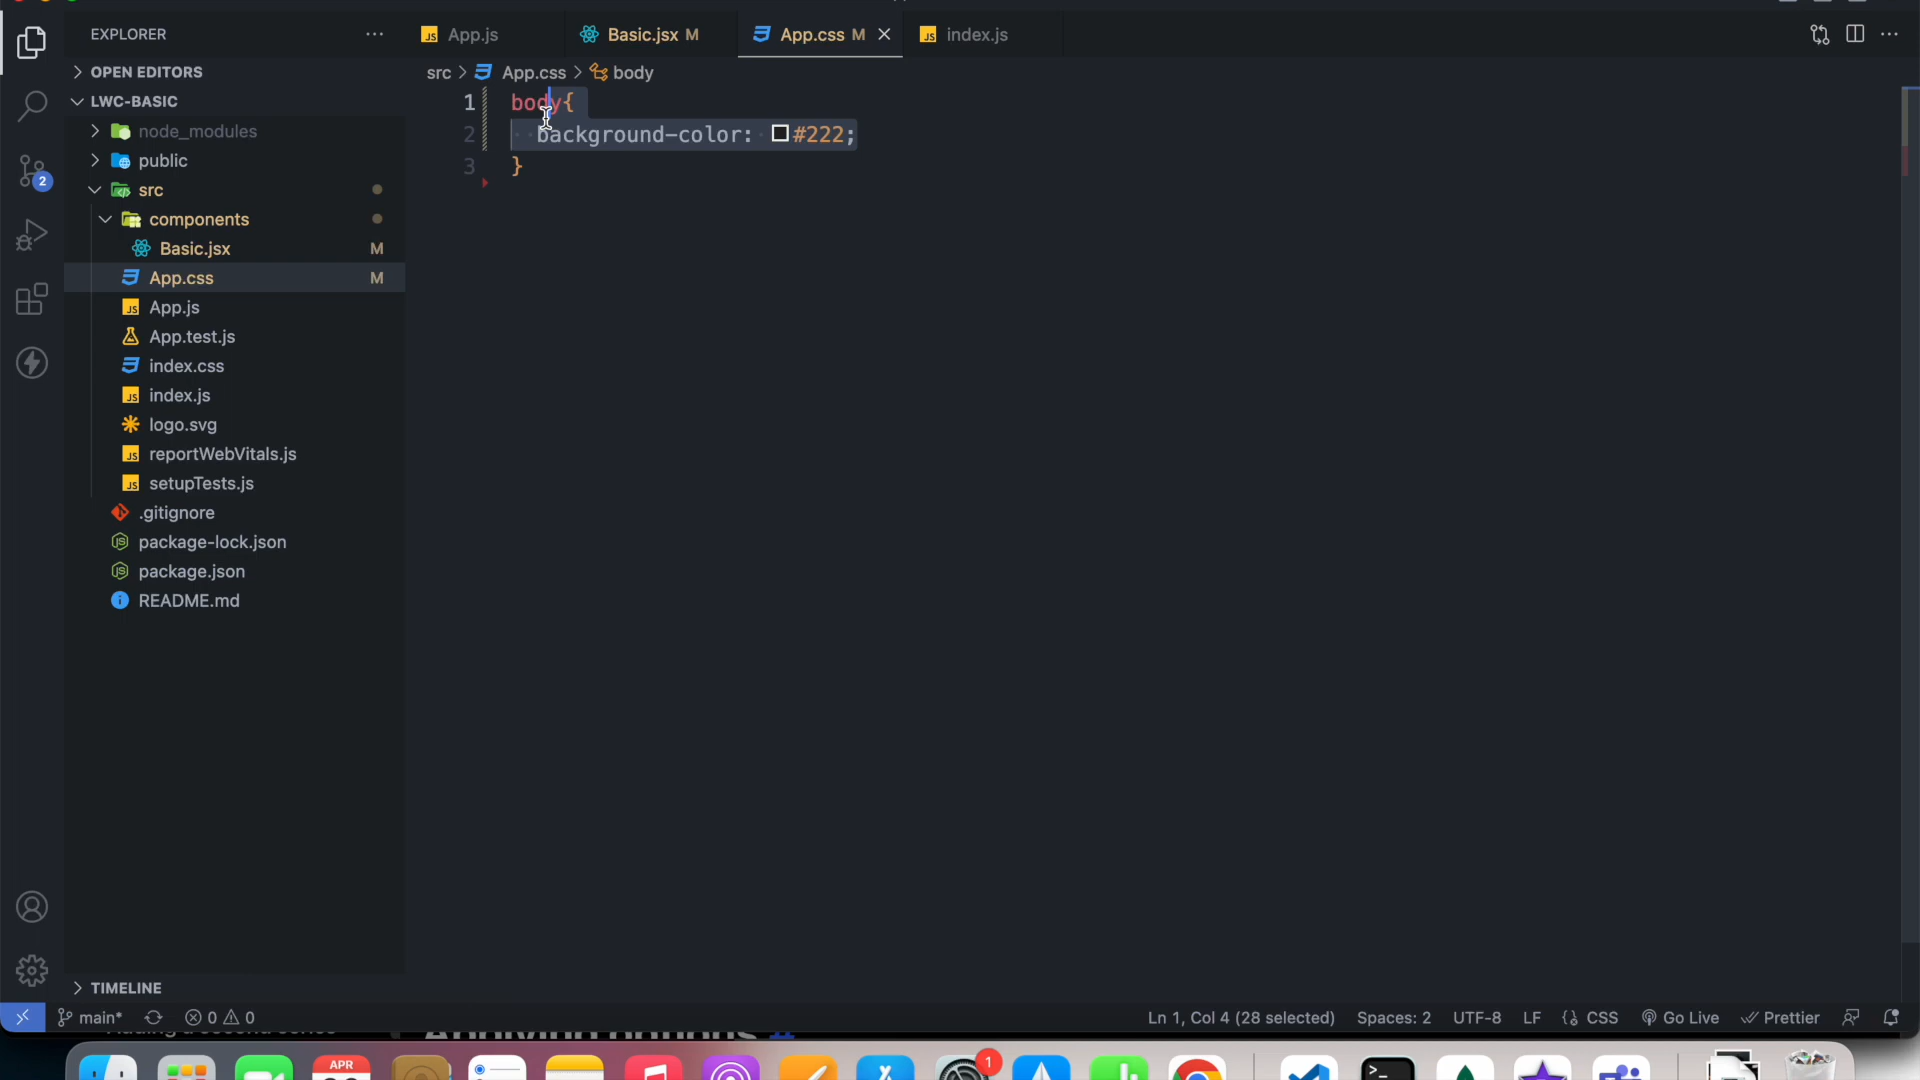 EXPLORER
App.js
Basic.jsx M
App.css M
index.js
OPEN EDITORS
src > App.css > body
LWC-BASIC
node_modules
public
src
components
Basic.jsx M
App.css M
App.js
App.test.js
index.css
index.js
logo.svg
reportWebVitals.js
setupTests.js
.gitignore
package-lock.json
package.json
README.md
TIMELINE
1 body{
2 background-color: #222;
3 }
2
main*
0 0
Ln 1, Col 4 (28 selected)
Spaces: 2
UTF-8
LF
CSS
Go Live
Prettier
APR
1